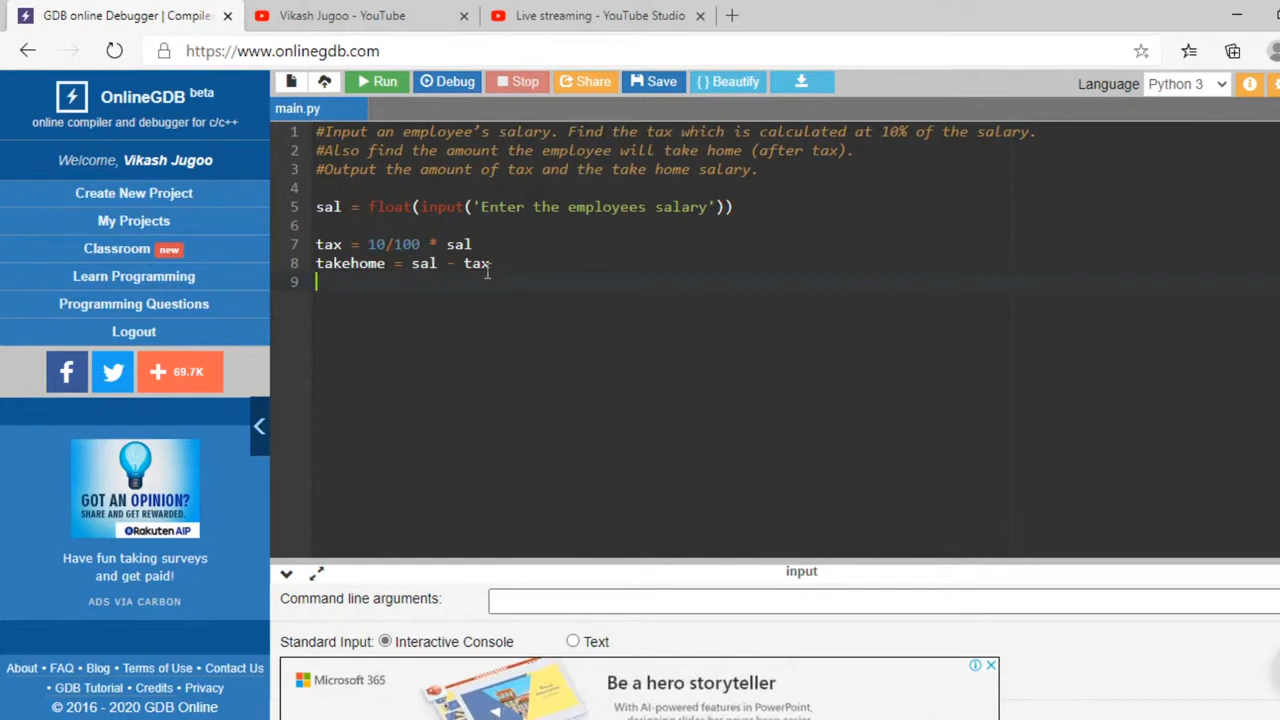 GDB online Debugger | Compile
Vikash Jugoo - YouTube
Live streaming - YouTube Studio
https://www.onlinegdb.com
OnlineGDB beta
online compiler and debugger for c/c++
Welcome, Vikash Jugoo
Create New Project
My Projects
Classroom new
Learn Programming
Programming Questions
Logout
69.7K
GOT AN OPINION?
SHARE AND GET REWARDED.
Rakuten AIP
Have fun taking surveys
and get paid!
ADS VIA CARBON
About • FAQ • Blog • Terms of Use • Contact Us
• GDB Tutorial • Credits • Privacy
© 2016 - 2020 GDB Online
Run Debug Stop Share Save { } Beautify
Language Python 3
main.py
1 #Input an employee's salary. Find the tax which is calculated at 10% of the salary.
2 #Also find the amount the employee will take home (after tax).
3 #Output the amount of tax and the take home salary.
4
5 sal = float(input('Enter the employees salary'))
6
7 tax = 10/100 * sal
8 takehome = sal - tax
9
input
Command line arguments:
Standard Input: Interactive Console Text
Microsoft 365
Be a hero storyteller
With AI-powered features in PowerPoint,